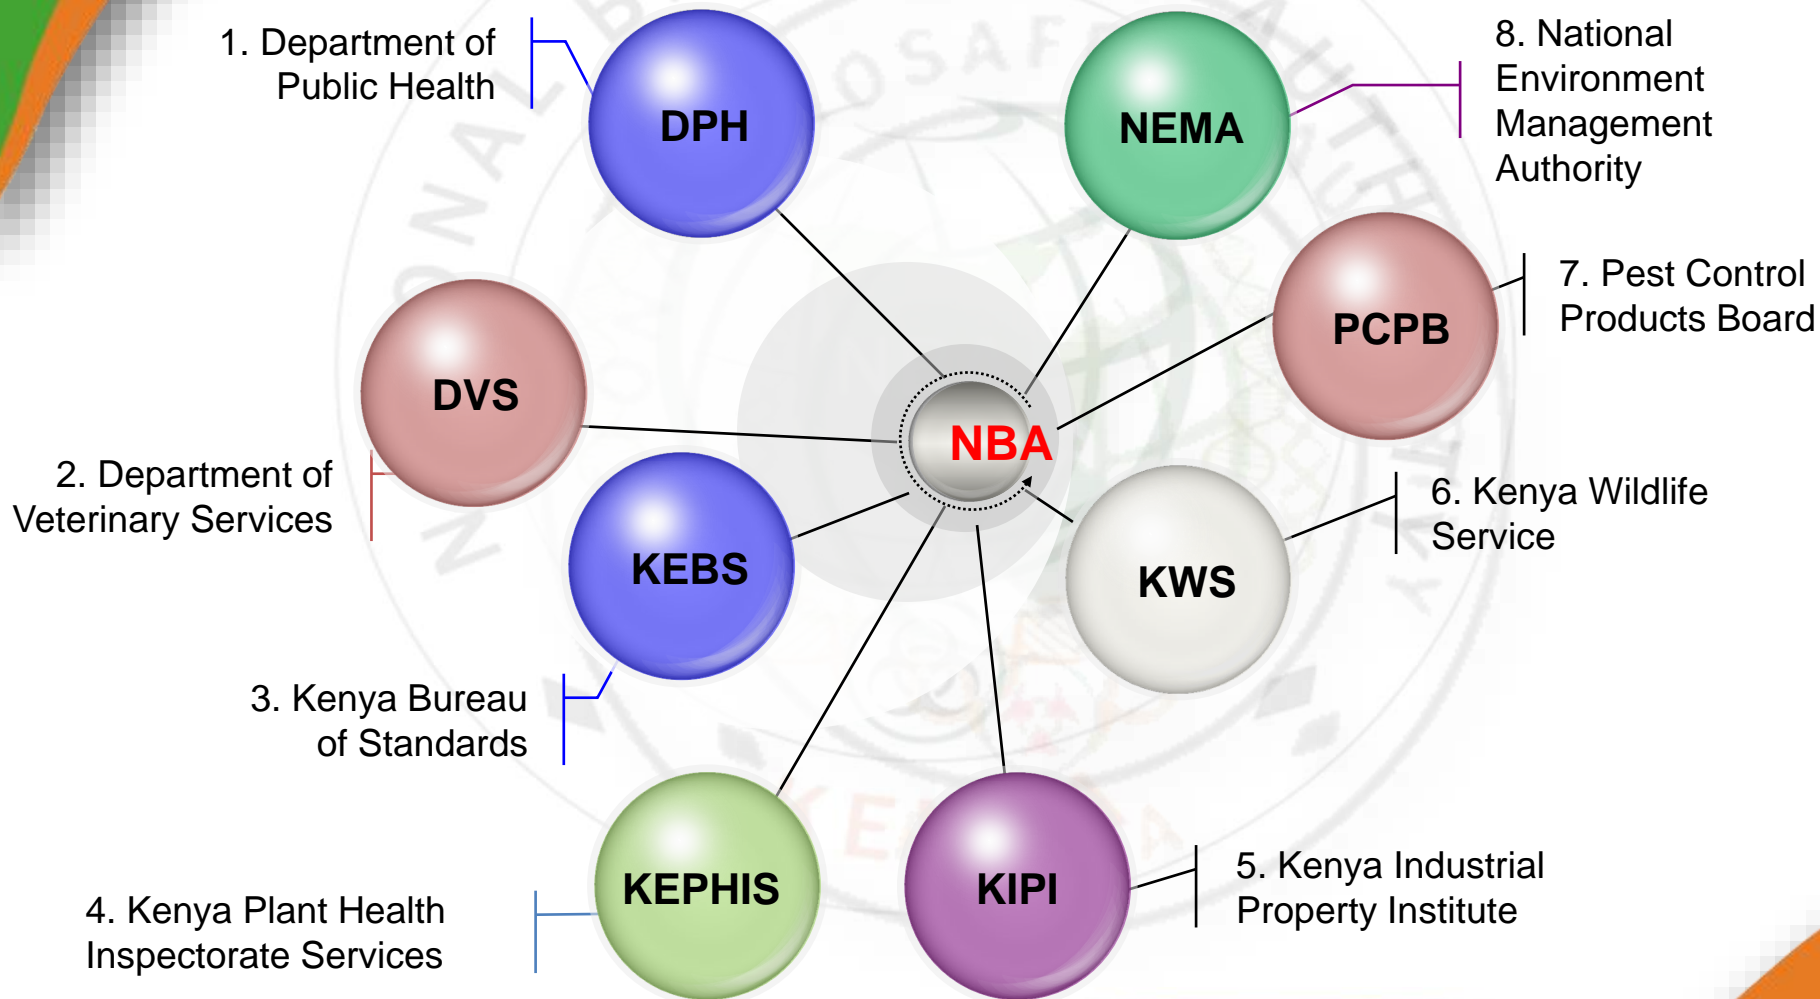 1. Department of
Public Health
DPH
NEMA
8. National
Environment
Management
Authority
DVS
2. Department of
Veterinary Services
PCPB
7. Pest Control
Products Board
NBA
KEBS
3. Kenya Bureau
of Standards
KWS
6. Kenya Wildlife
Service
KEPHIS
4. Kenya Plant Health
Inspectorate Services
KIPI
5. Kenya Industrial
Property Institute
KENYA